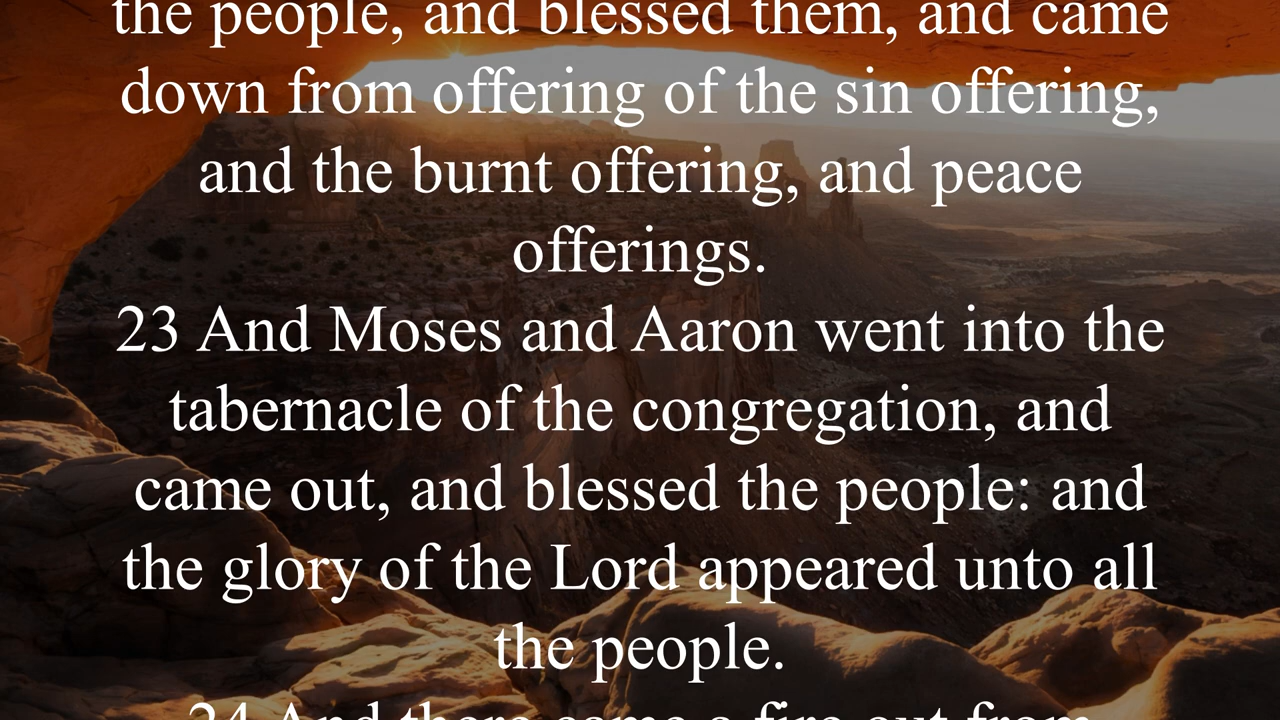 the people, and blessed them, and came
down from offering of the sin offering,
and the burnt offering, and peace
offerings.
23 And Moses and Aaron went into the
tabernacle of the congregation, and
came out, and blessed the people: and
the glory of the Lord appeared unto all
the people.
24 And there came a fire out from